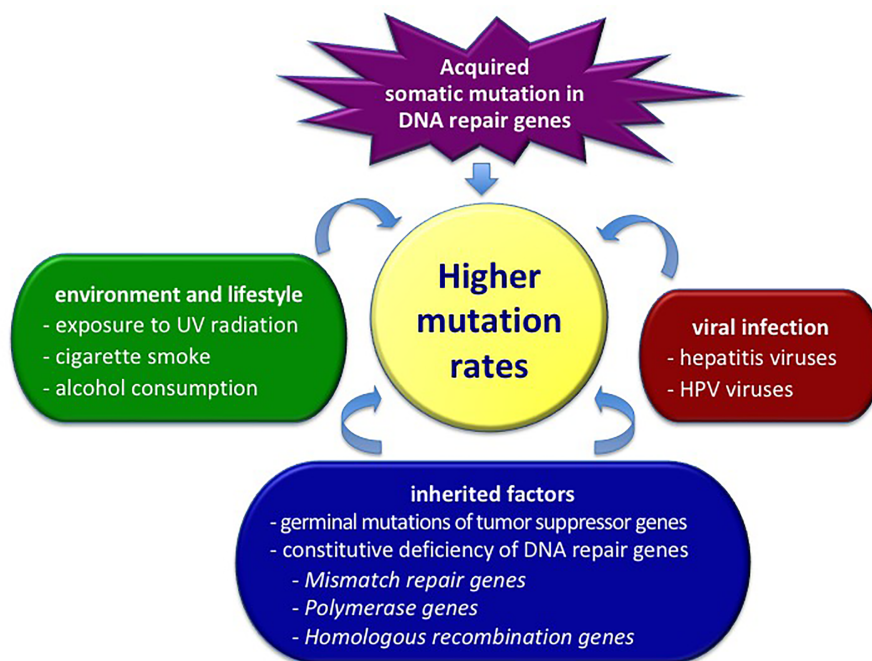 Acquired
somatic mutation in
DNA repair genes
Higher
mutation
rates
environment and lifestyle
- exposure to UV radiation
- cigarette smoke
- alcohol consumption
viral infection
- hepatitis viruses
- HPV viruses
inherited factors
- germinal mutations of tumor suppressor genes
- constitutive deficiency of DNA repair genes
- Mismatch repair genes
- Polymerase genes
- Homologous recombination genes